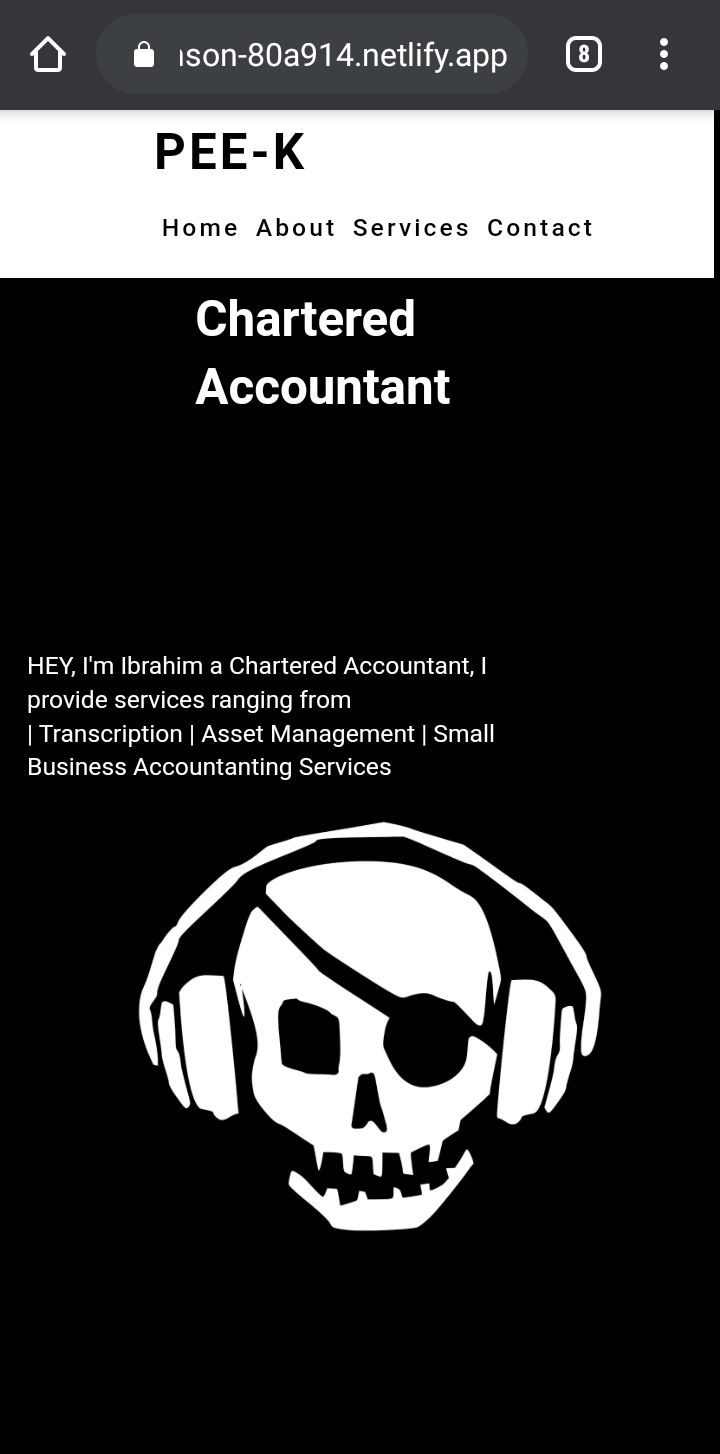 ıson-80a914.netlify.app 8
PEE-K
Home About Services Contact
Chartered
Accountant
HEY, I'm Ibrahim a Chartered Accountant, I
provide services ranging from
| Transcription | Asset Management | Small
Business Accountanting Services